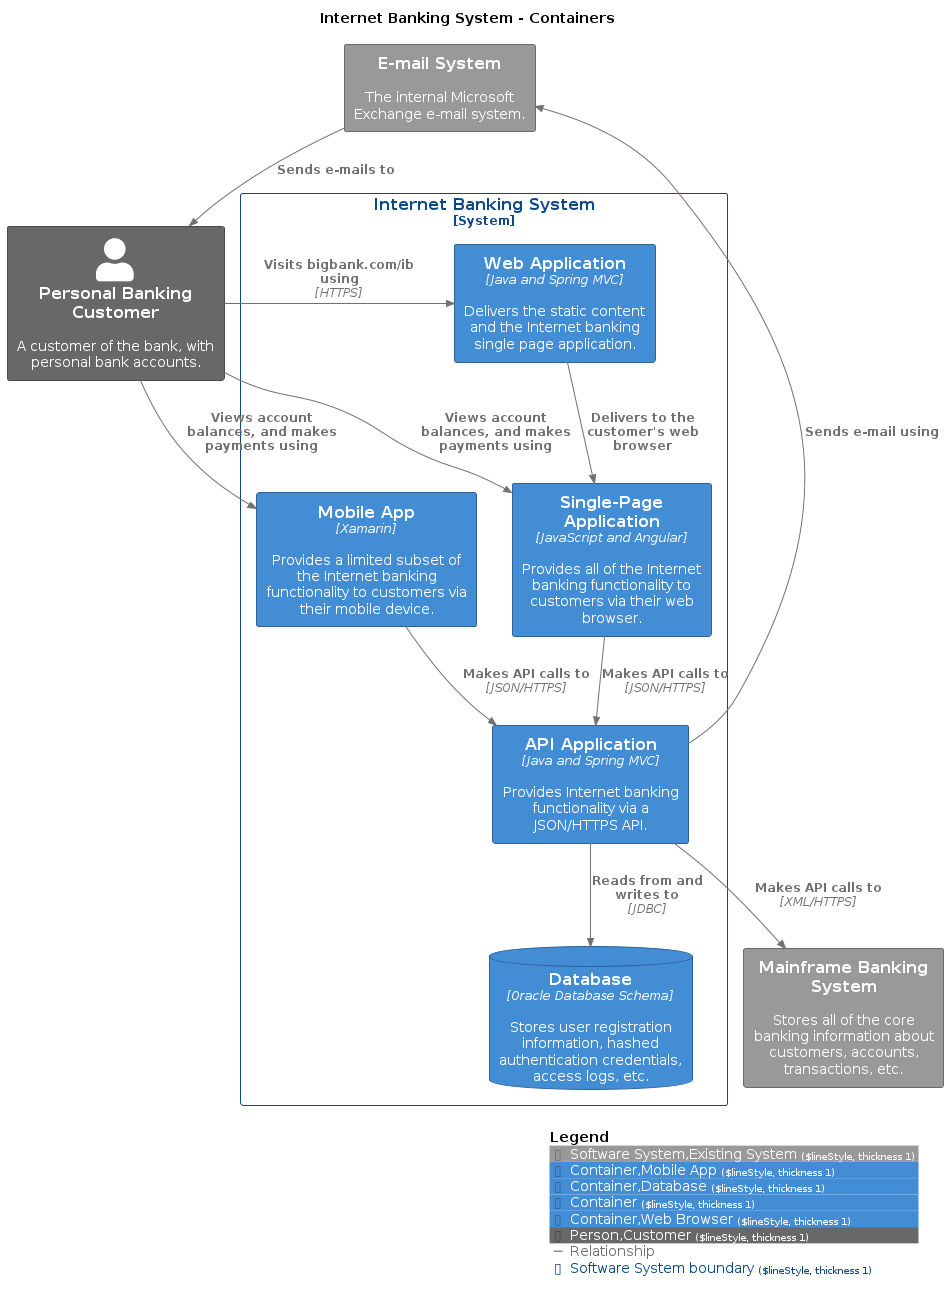 Internet Banking System - Containers
E-mail System
The internal Microsoft
Exchange e-mail system.
Sends e-mails to
Internet Banking System
[System]
Personal Banking
Customer
A customer of the bank, with
personal bank accounts.
Visits bigbank.com/ib
using
[HTTPS]
Web Application
[Java and Spring MVC]
Delivers the static content
and the Internet banking
single page application.
Views account
balances, and makes
payments using
Views account
balances, and makes
payments using
Delivers to the
customer's web
browser
Sends e-mail using
Mobile App
[Xamarin]
Provides a limited subset of
the Internet banking
functionality to customers via
their mobile device.
Single-Page
Application
[JavaScript and Angular]
Provides all of the Internet
banking functionality to
customers via their web
browser.
Makes API calls to
[JSON/HTTPS]
Makes API calls to
[JSON/HTTPS]
API Application
[Java and Spring MVC]
Provides Internet banking
functionality via a
JSON/HTTPS API.
Reads from and
writes to
[JDBC]
Makes API calls to
[XML/HTTPS]
Database
[Oracle Database Schema]
Stores user registration
information, hashed
authentication credentials,
access logs, etc.
Mainframe Banking
System
Stores all of the core
banking information about
customers, accounts,
transactions, etc.
Legend
Software System,Existing System ($lineStyle, thickness 1)
Container,Mobile App ($lineStyle, thickness 1)
Container,Database ($lineStyle, thickness 1)
Container ($lineStyle, thickness 1)
Container,Web Browser ($lineStyle, thickness 1)
Person,Customer ($lineStyle, thickness 1)
Relationship
Software System boundary ($lineStyle, thickness 1)